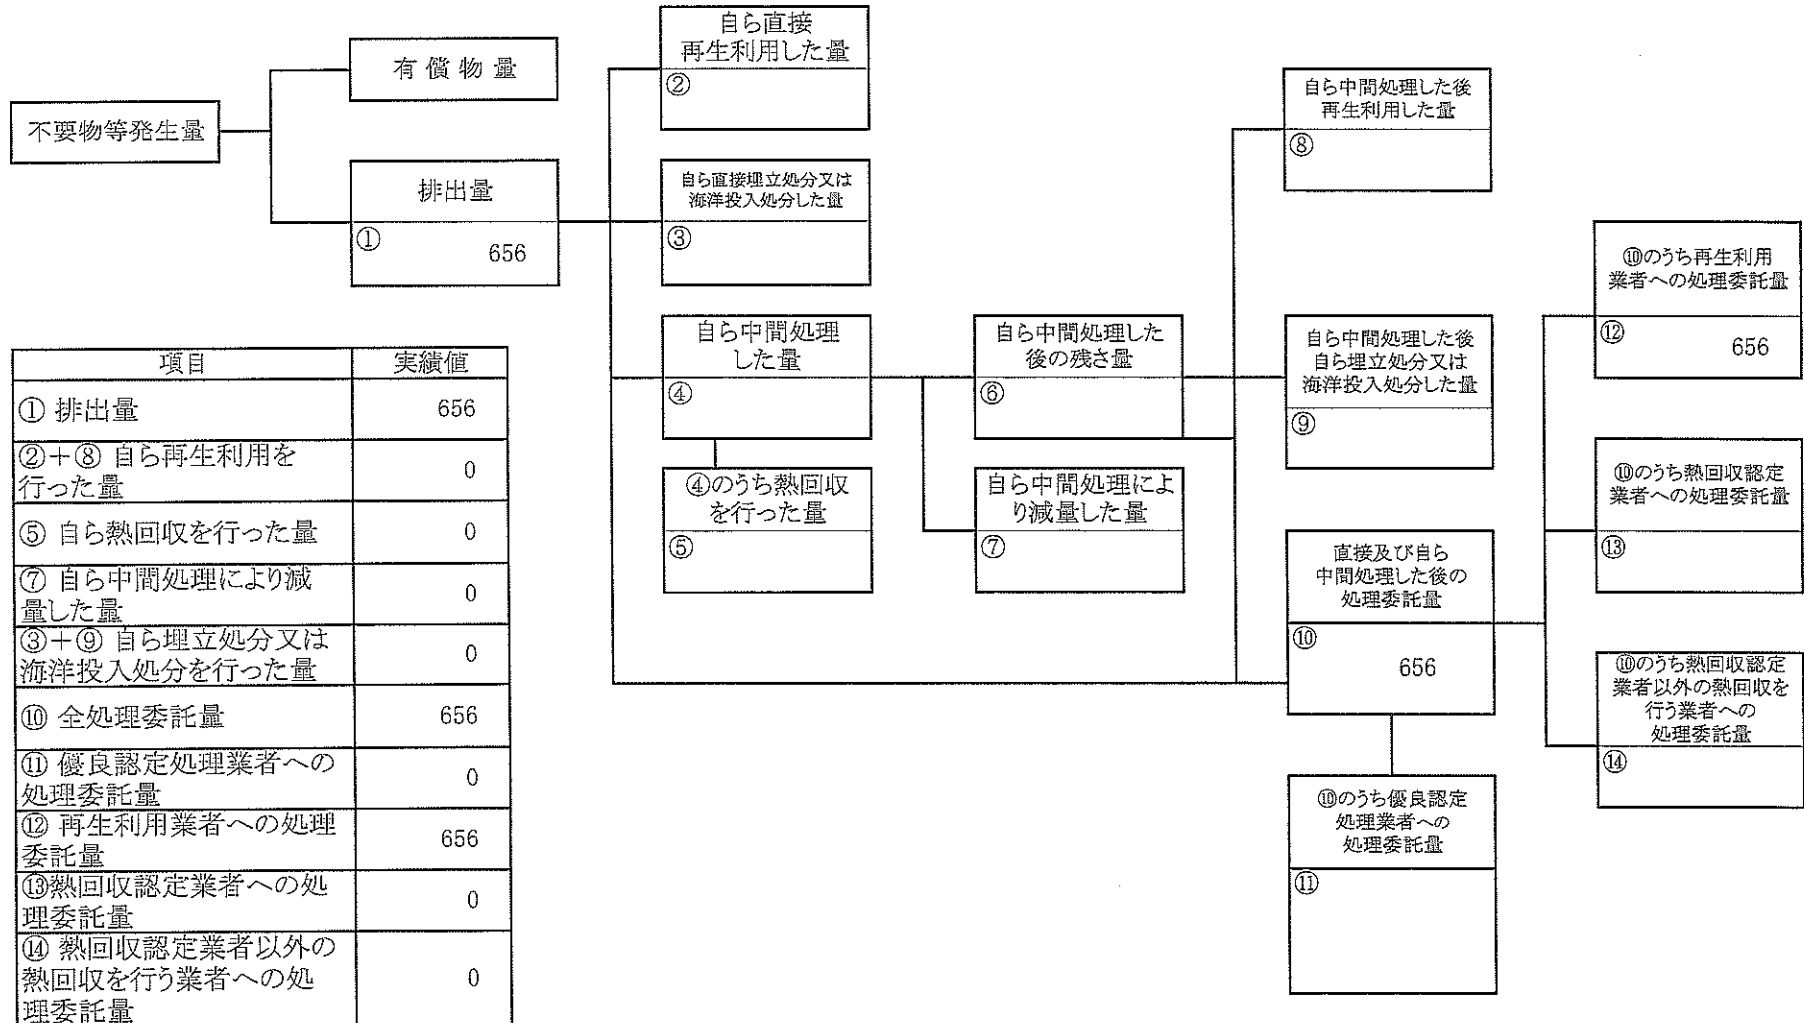 不要物等発生量
有償物量
排出量
①
656
自ら直接
再生利用した量
②
自ら直接埋立処分又は
海洋投入処分した量
③
自ら中間処理
した量
④
④のうち熱回収
を行った量
⑤
自ら中間処理した
後の残さ量
⑥
自ら中間処理によ
り減量した量
⑦
自ら中間処理した後
再生利用した量
⑧
自ら中間処理した後
自ら埋立処分又は
海洋投入処分した量
⑨
直接及び自ら
中間処理した後の
処理委託量
⑩
656
⑩のうち優良認定
処理業者への
処理委託量
⑪
⑩のうち再生利用
業者への処理委託量
⑫
656
⑩のうち熱回収認定
業者への処理委託量
⑬
⑩のうち熱回収認定
業者以外の熱回収を
行う業者への
処理委託量
⑭
項目 実績値
① 排出量 656
②+⑧ 自ら再生利用を
行った量 0
⑤ 自ら熱回収を行った量 0
⑦ 自ら中間処理により減
量した量 0
③+⑨ 自ら埋立処分又は
海洋投入処分を行った量 0
⑩ 全処理委託量 656
⑪ 優良認定処理業者への
処理委託量 0
⑫ 再生利用業者への処理
委託量 656
⑬熱回収認定業者への処
理委託量 0
⑭ 熱回収認定業者以外の
熱回収を行う業者への処
理委託量 0